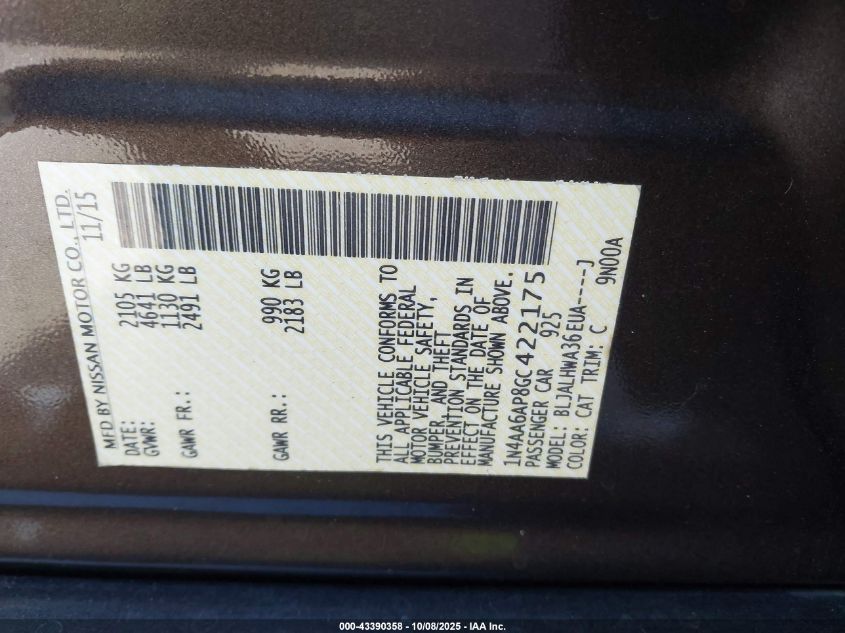 MFD BY NISSAN MOTOR CO., LTD.
DATE: 11/15
GVWR: 2105 KG
4641 LB
GAWR FR.: 1130 KG
2491 LB
GAWR RR.: 990 KG
2183 LB
THIS VEHICLE CONFORMS TO
ALL APPLICABLE FEDERAL
MOTOR VEHICLE SAFETY,
BUMPER, AND THEFT
PREVENTION STANDARDS IN
EFFECT ON THE DATE OF
MANUFACTURE SHOWN ABOVE.
1N4AA6AP8GC422175
PASSENGER CAR 925
MODEL: BLJALHWA36EUA----J
COLOR: CAT TRIM: C 9N00A
000-43390358 - 10/08/2025 - IAA Inc.